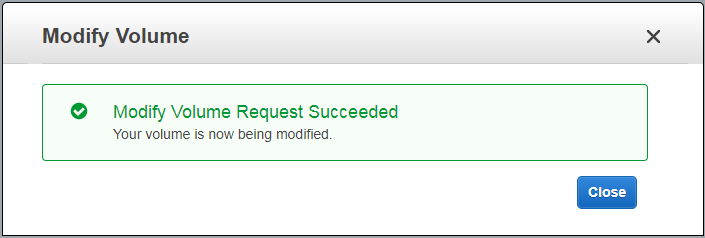 Modify Volume
Modify Volume Request Succeeded
Your volume is now being modified.
Close